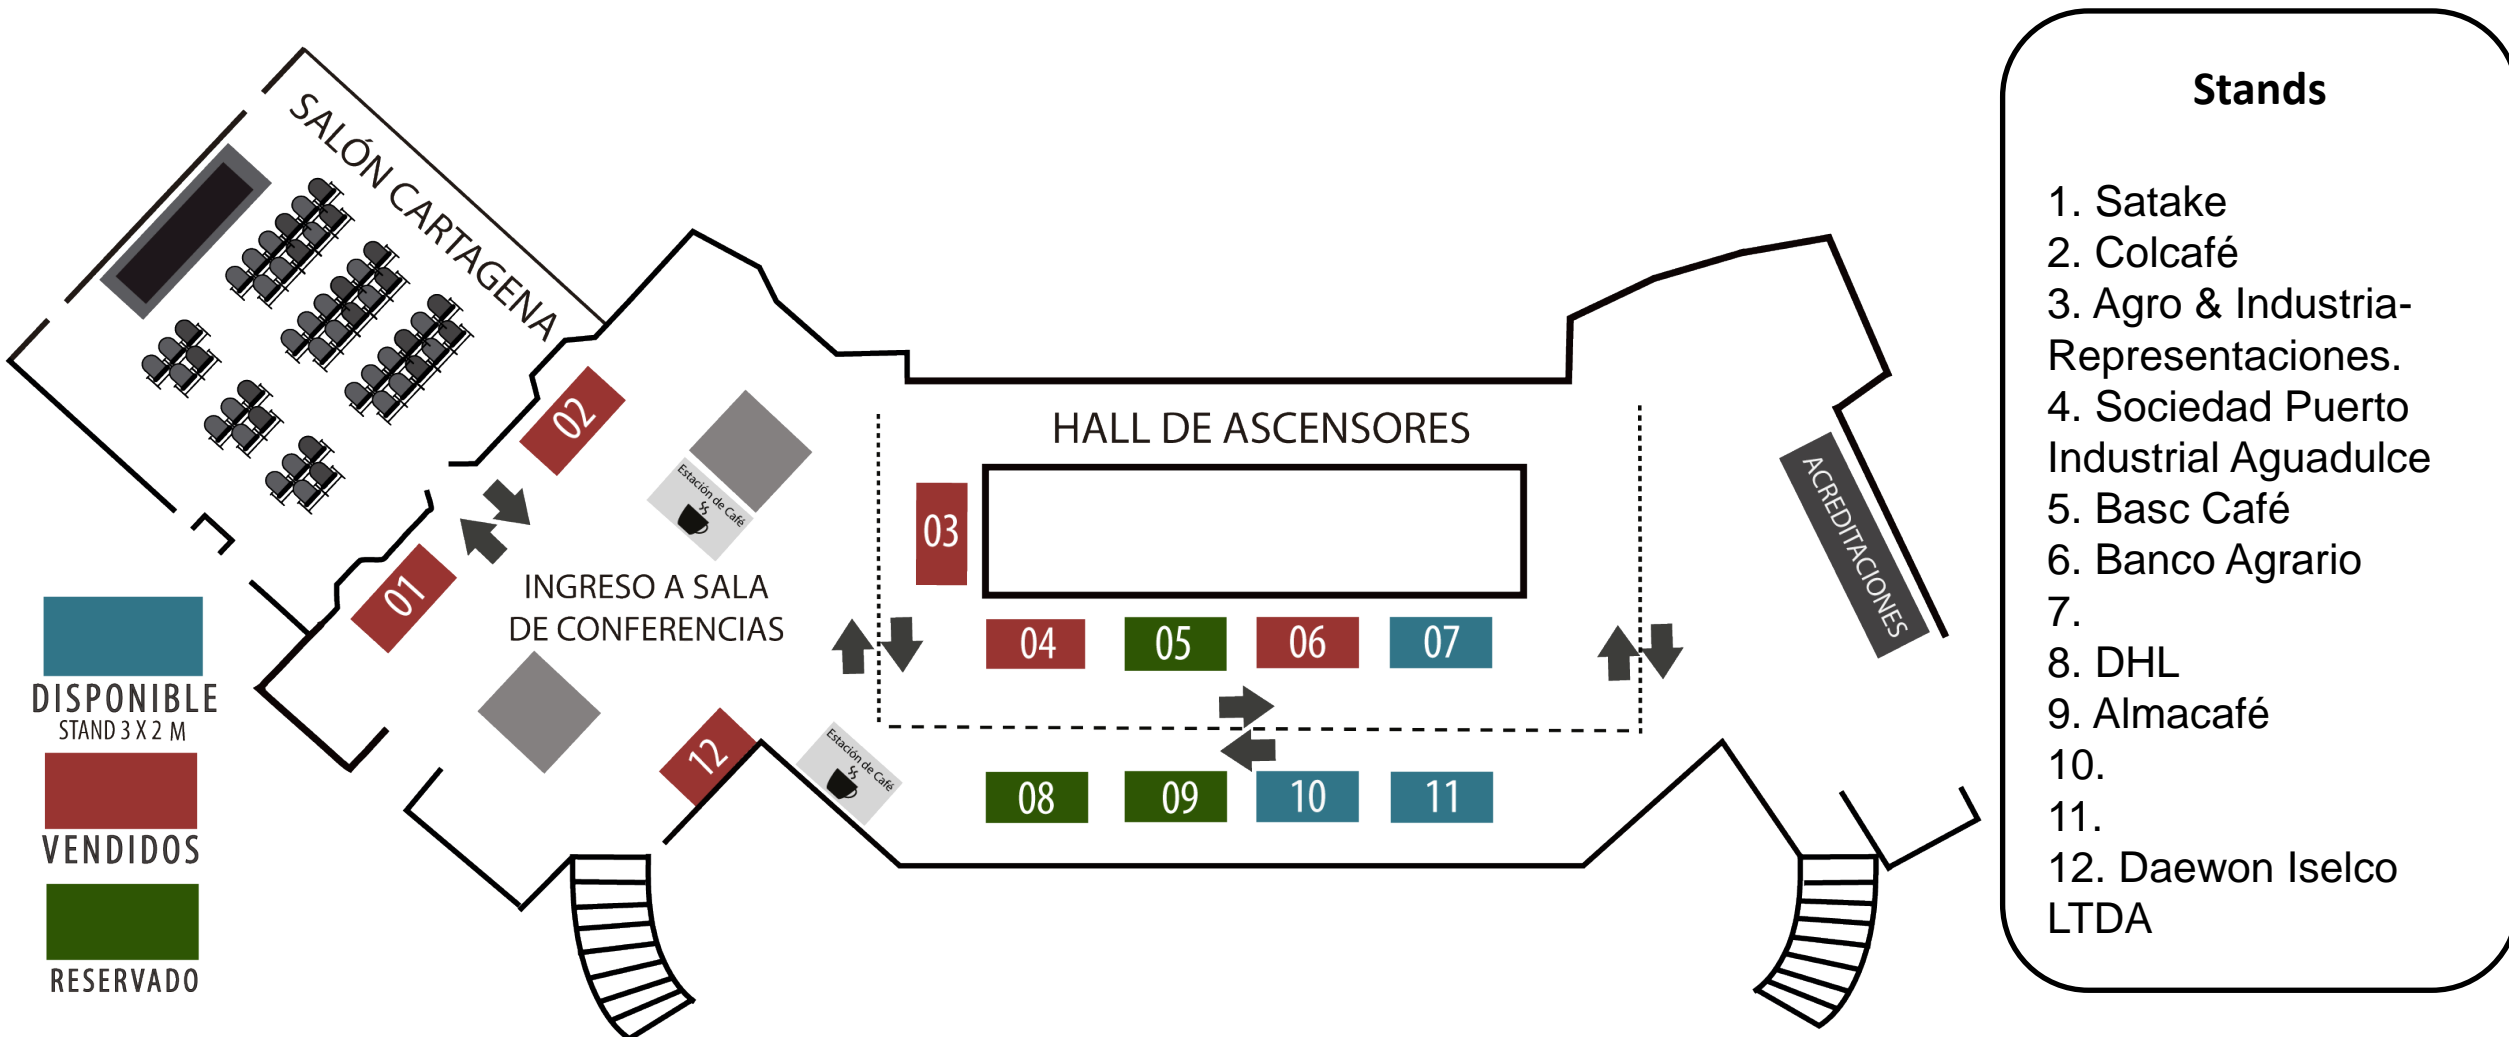 SALÓN CARTAGENA
02
Estación de Café
HALL DE ASCENSORES
03
ACREDITACIONES
01
INGRESO A SALA
DE CONFERENCIAS
04
05
06
07
12
Estación de Café
08
09
10
11
DISPONIBLE
STAND 3 X 2 M
VENDIDOS
RESERVADO
Stands
1. Satake
2. Colcafé
3. Agro & Industria-
Representaciones.
4. Sociedad Puerto
Industrial Aguadulce
5. Basc Café
6. Banco Agrario
7.
8. DHL
9. Almacafé
10.
11.
12. Daewon Iselco
LTDA